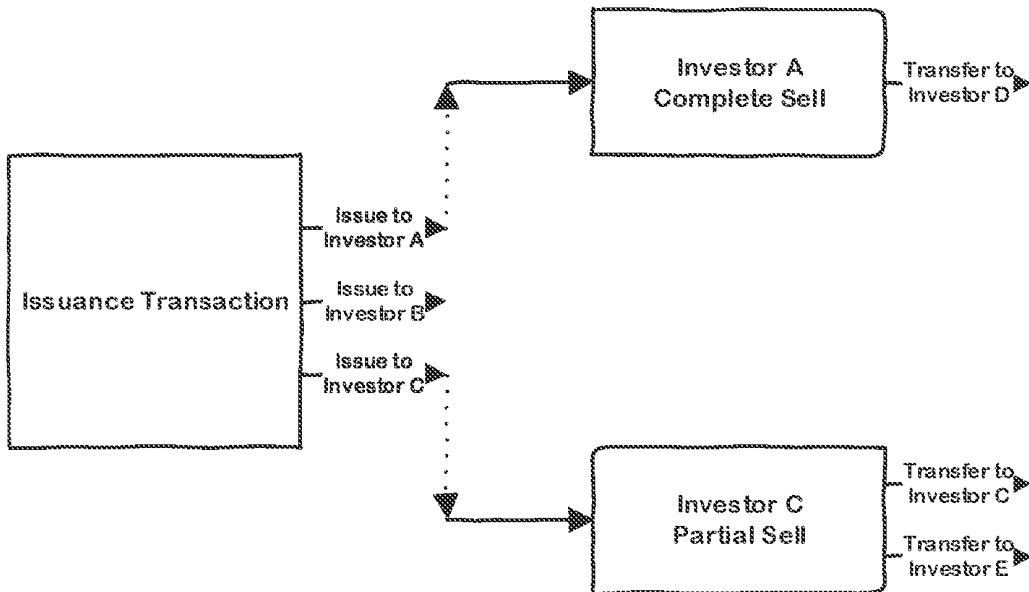 Investor A
Complete Sell
Transfer to
Investor D
Issuance Transaction
Issue to
Investor A
Issue to
Investor B
Issue to
Investor C
Investor C
Partial Sell
Transfer to
Investor C
Transfer to
Investor E